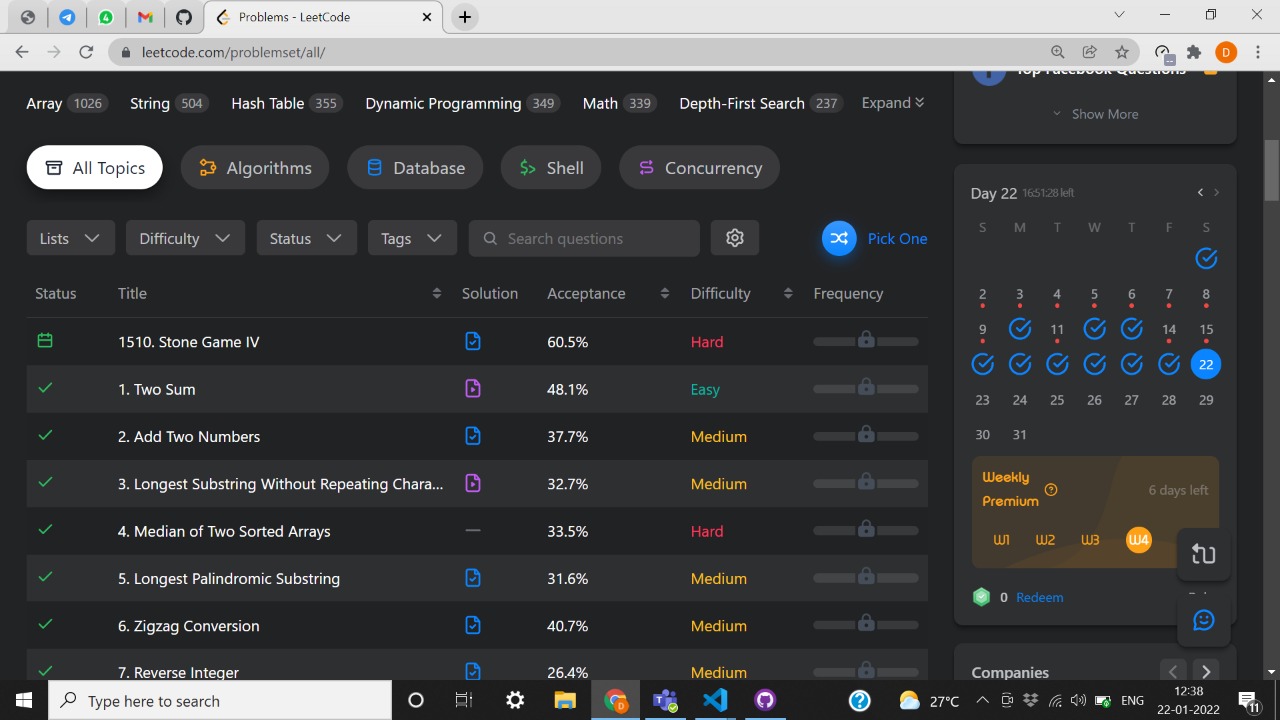 4
Problems - LeetCode
leetcode.com/problemset/all/
D
Top Facebook Questions
Array 1026 String 504 Hash Table 355 Dynamic Programming 349 Math 339 Depth-First Search 237 Expand
Show More
All Topics Algorithms Database Shell Concurrency
Day 22 16:51:28 left
S M T W T F S
Lists Difficulty Status Tags Search questions Pick One
Status Title Solution Acceptance Difficulty Frequency
2 3 4 5 6 7 8
9 11 14 15
22
23 24 25 26 27 28 29
30 31
1510. Stone Game IV 60.5% Hard
1. Two Sum 48.1% Easy
2. Add Two Numbers 37.7% Medium
3. Longest Substring Without Repeating Chara... 32.7% Medium
4. Median of Two Sorted Arrays 33.5% Hard
5. Longest Palindromic Substring 31.6% Medium
6. Zigzag Conversion 40.7% Medium
7. Reverse Integer 26.4% Medium
Weekly
Premium
6 days left
W1 W2 W3 W4
0 Redeem
Companies
Type here to search
D
27°C
ENG
12:38
22-01-2022
11